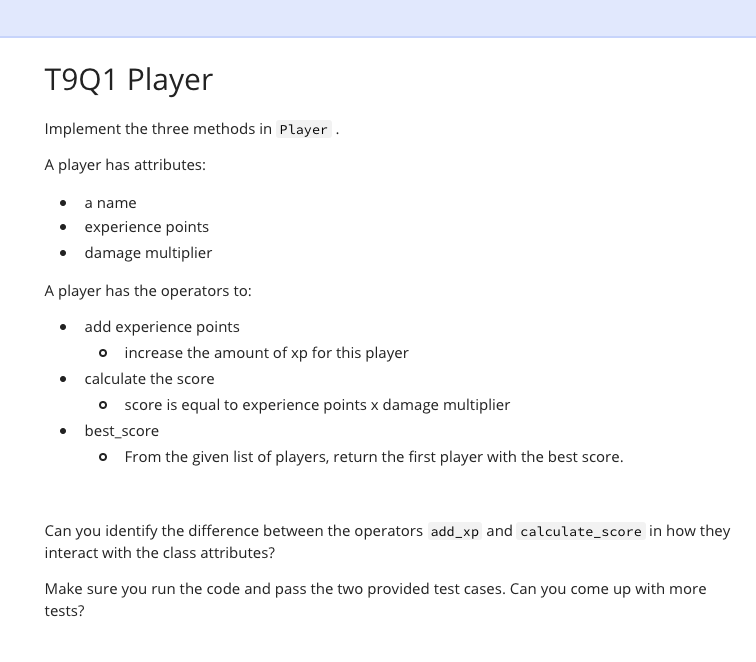 T9Q1 Player
Implement the three methods in Player .
A player has attributes:
• a name
• experience points
• damage multiplier
A player has the operators to:
• add experience points
o increase the amount of xp for this player
• calculate the score
o score is equal to experience points x damage multiplier
• best_score
o From the given list of players, return the first player with the best score.
Can you identify the difference between the operators add_xp and calculate_score in how they
interact with the class attributes?
Make sure you run the code and pass the two provided test cases. Can you come up with more
tests?